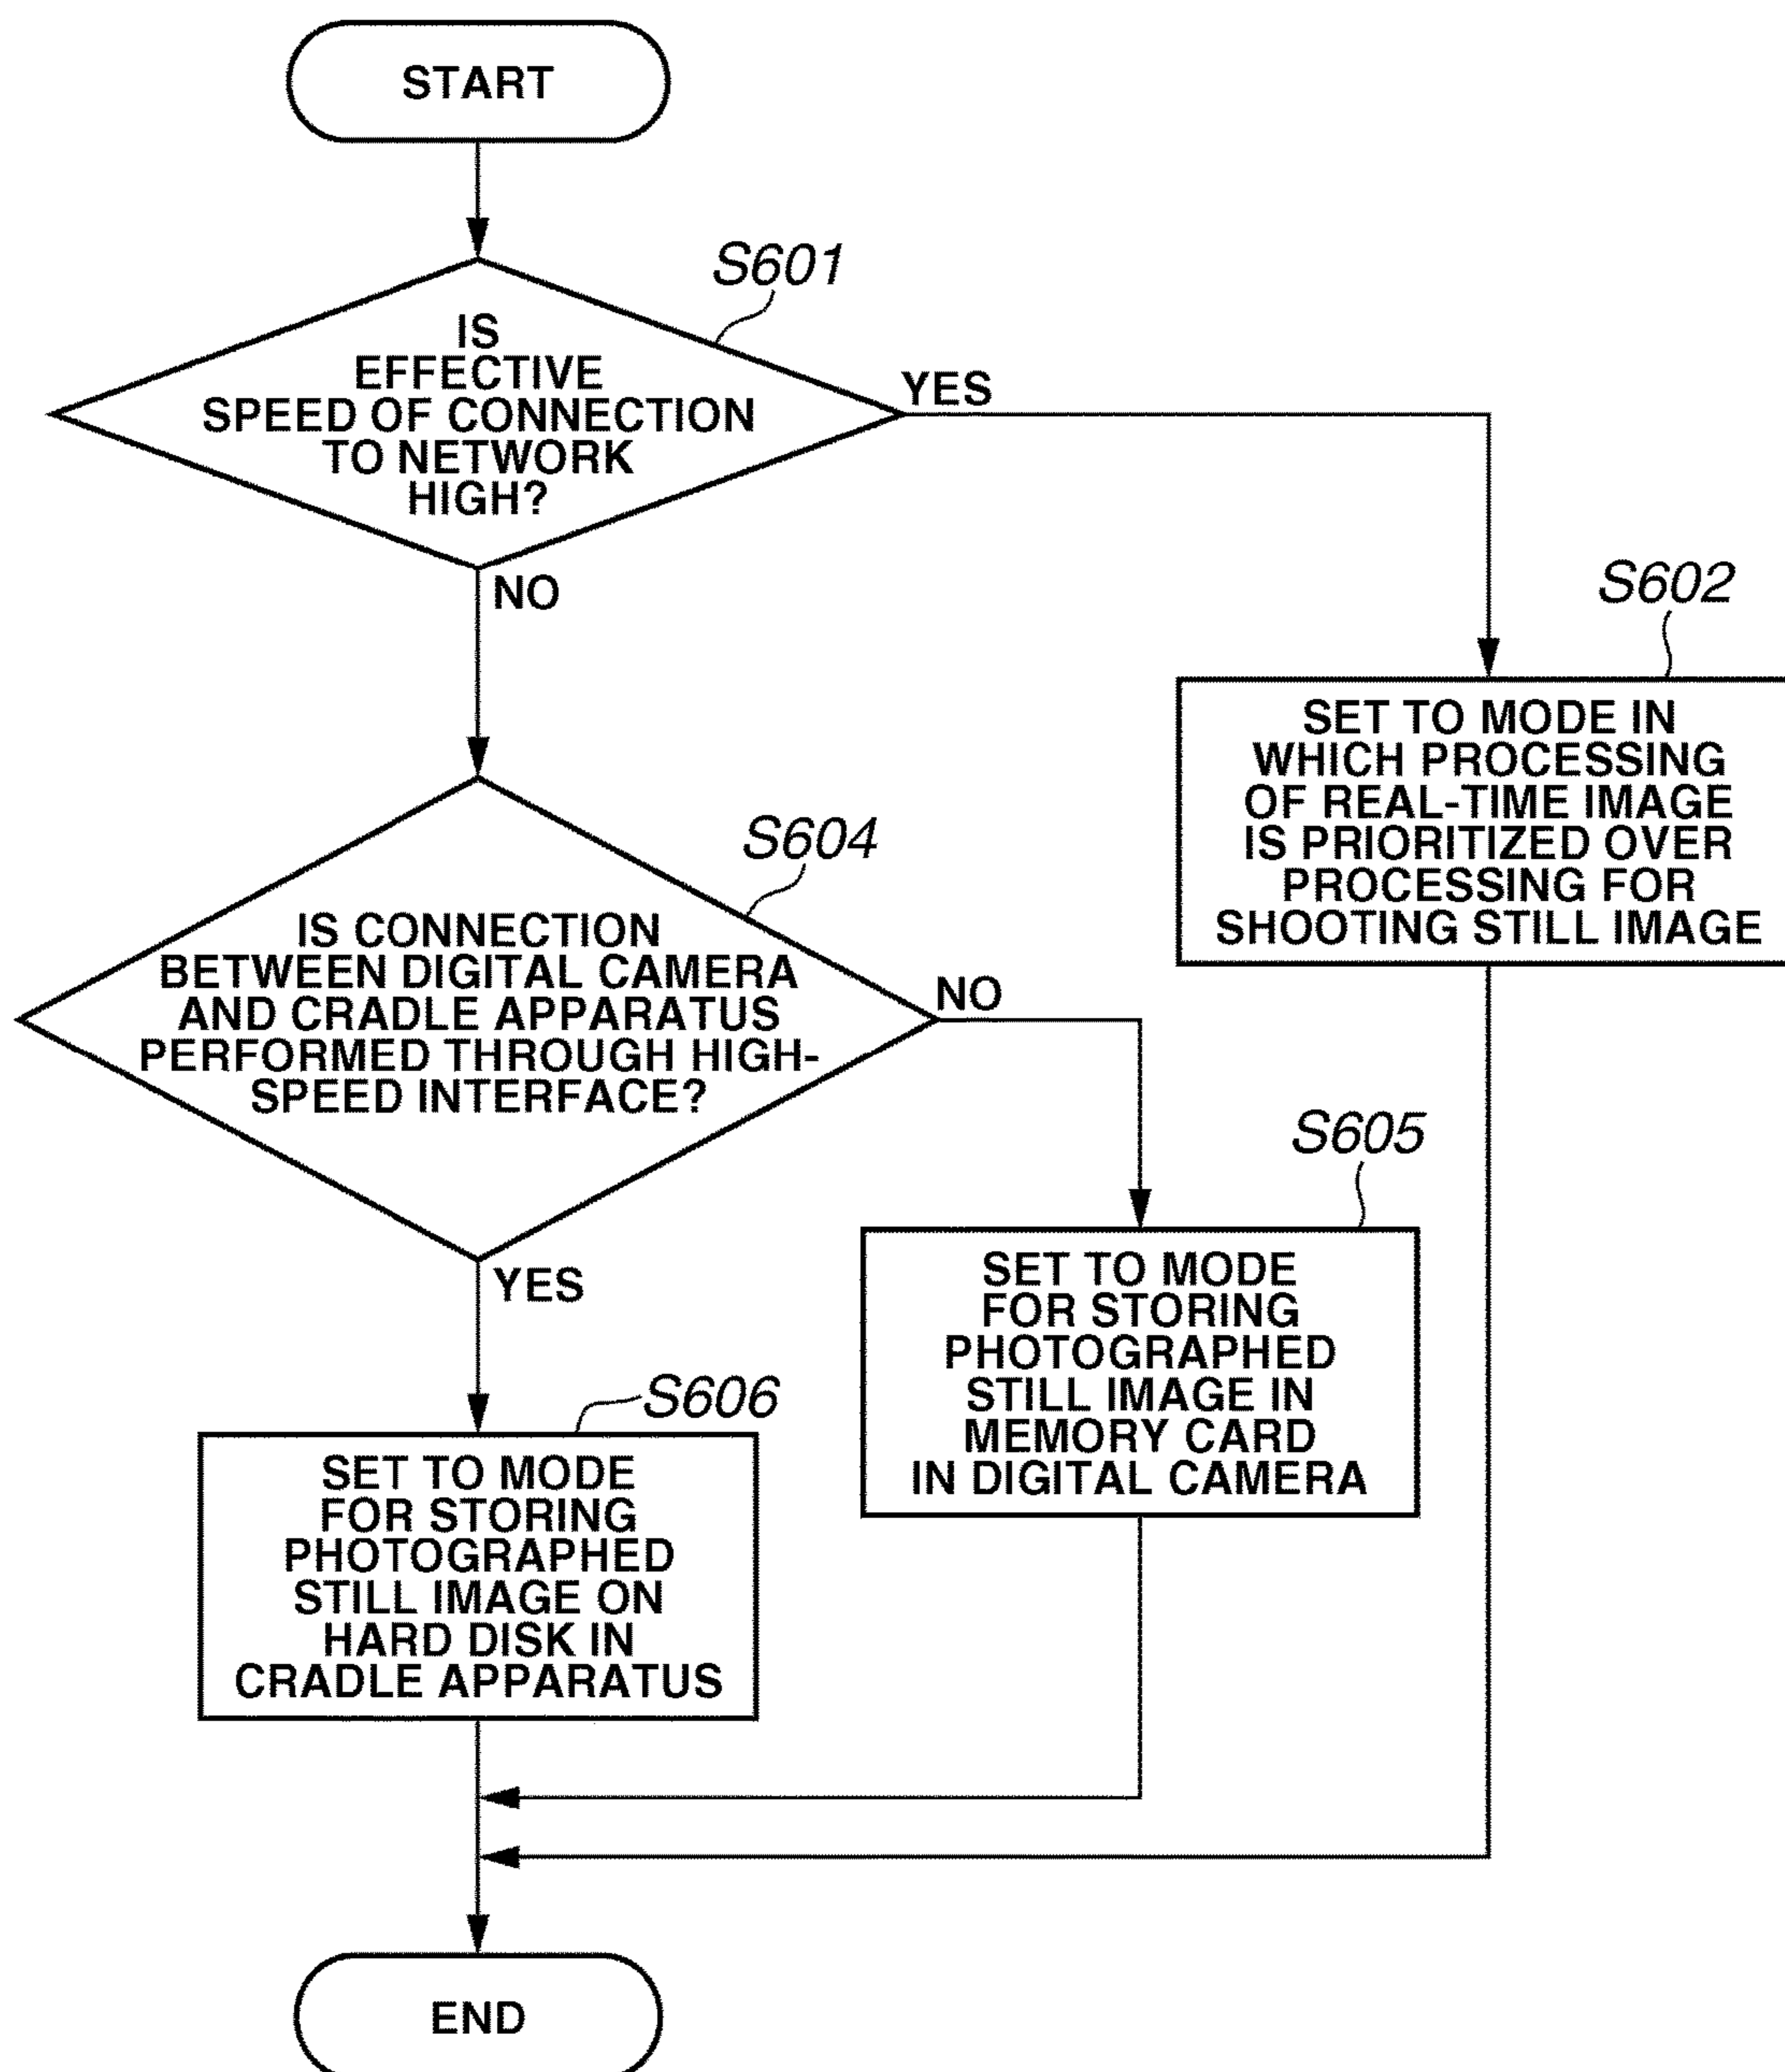 START
S601
IS
EFFECTIVE
SPEED OF CONNECTION
TO NETWORK
HIGH?
YES
NO
S602
SET TO MODE IN
WHICH PROCESSING
OF REAL-TIME IMAGE
IS PRIORITIZED OVER
PROCESSING FOR
SHOOTING STILL IMAGE
S604
IS CONNECTION
BETWEEN DIGITAL CAMERA
AND CRADLE APPARATUS
PERFORMED THROUGH HIGH-
SPEED INTERFACE?
NO
YES
S605
SET TO MODE
FOR STORING
PHOTOGRAPHED
STILL IMAGE IN
MEMORY CARD
IN DIGITAL CAMERA
S606
SET TO MODE
FOR STORING
PHOTOGRAPHED
STILL IMAGE ON
HARD DISK IN
CRADLE APPARATUS
END